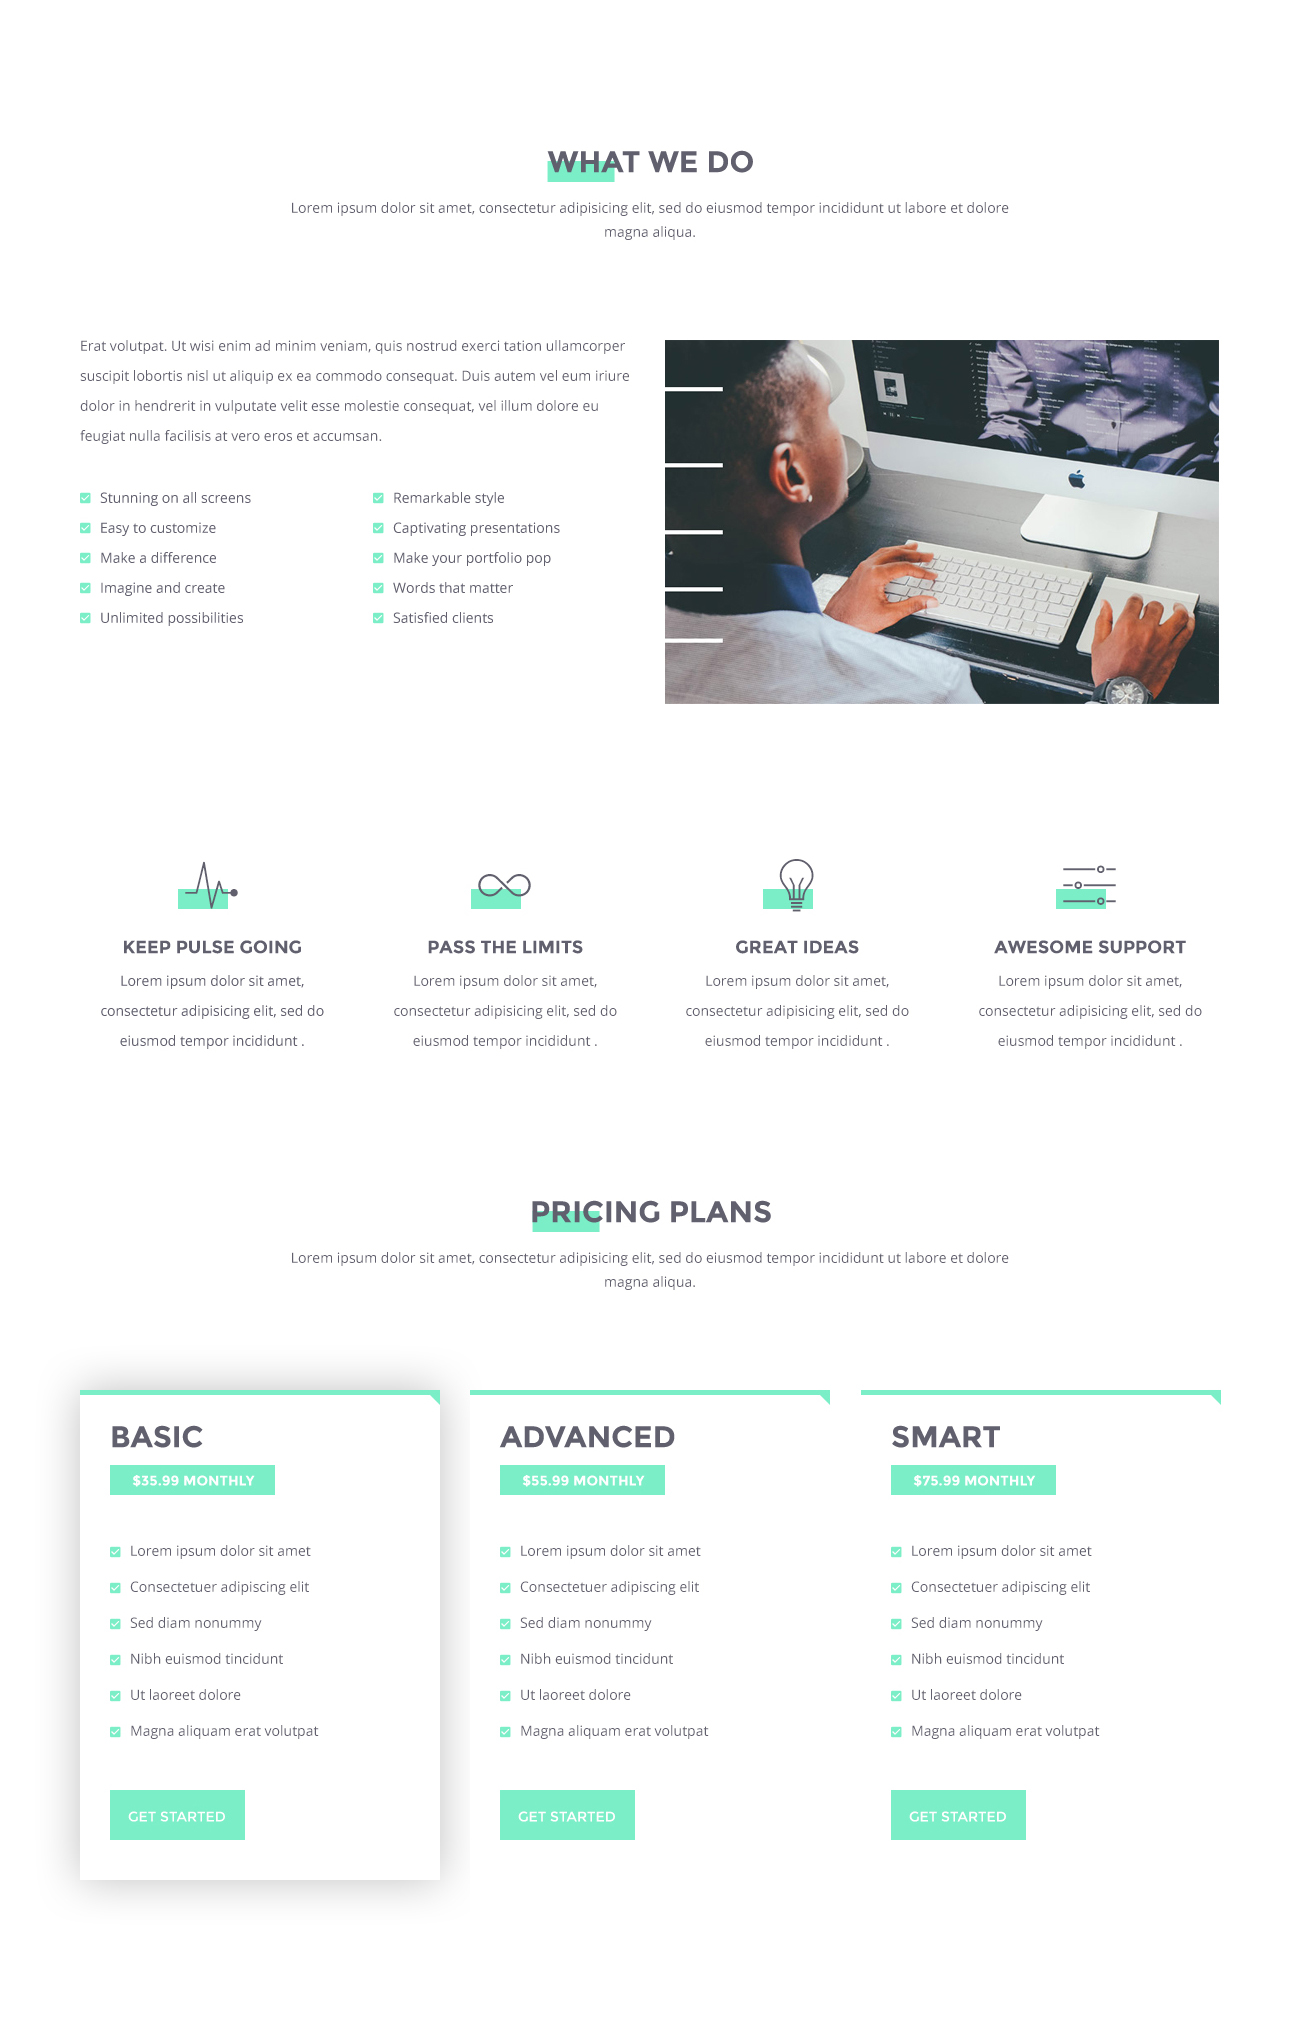 WHAT WE DO
Lorem ipsum dolor sit amet, consectetur adipisicing elit, sed do eiusmod tempor incididunt ut labore et dolore
magna aliqua.
Erat volutpat. Ut wisi enim ad minim veniam, quis nostrud exerci tation ullamcorper
suscipit lobortis nisl ut aliquip ex ea commodo consequat. Duis autem vel eum iriure
dolor in hendrerit in vulputate velit esse molestie consequat, vel illum dolore eu
feugiat nulla facilisis at vero eros et accumsan.
Stunning on all screens
Easy to customize
Make a difference
Imagine and create
Unlimited possibilities
Remarkable style
Captivating presentations
Make your portfolio pop
Words that matter
Satisfied clients
KEEP PULSE GOING
Lorem ipsum dolor sit amet,
consectetur adipisicing elit, sed do
eiusmod tempor incididunt .
PASS THE LIMITS
Lorem ipsum dolor sit amet,
consectetur adipisicing elit, sed do
eiusmod tempor incididunt .
GREAT IDEAS
Lorem ipsum dolor sit amet,
consectetur adipisicing elit, sed do
eiusmod tempor incididunt .
AWESOME SUPPORT
Lorem ipsum dolor sit amet,
consectetur adipisicing elit, sed do
eiusmod tempor incididunt .
PRICING PLANS
Lorem ipsum dolor sit amet, consectetur adipisicing elit, sed do eiusmod tempor incididunt ut labore et dolore
magna aliqua.
BASIC
$35.99 MONTHLY
Lorem ipsum dolor sit amet
Consectetuer adipiscing elit
Sed diam nonummy
Nibh euismod tincidunt
Ut laoreet dolore
Magna aliquam erat volutpat
GET STARTED
ADVANCED
$55.99 MONTHLY
Lorem ipsum dolor sit amet
Consectetuer adipiscing elit
Sed diam nonummy
Nibh euismod tincidunt
Ut laoreet dolore
Magna aliquam erat volutpat
GET STARTED
SMART
$75.99 MONTHLY
Lorem ipsum dolor sit amet
Consectetuer adipiscing elit
Sed diam nonummy
Nibh euismod tincidunt
Ut laoreet dolore
Magna aliquam erat volutpat
GET STARTED